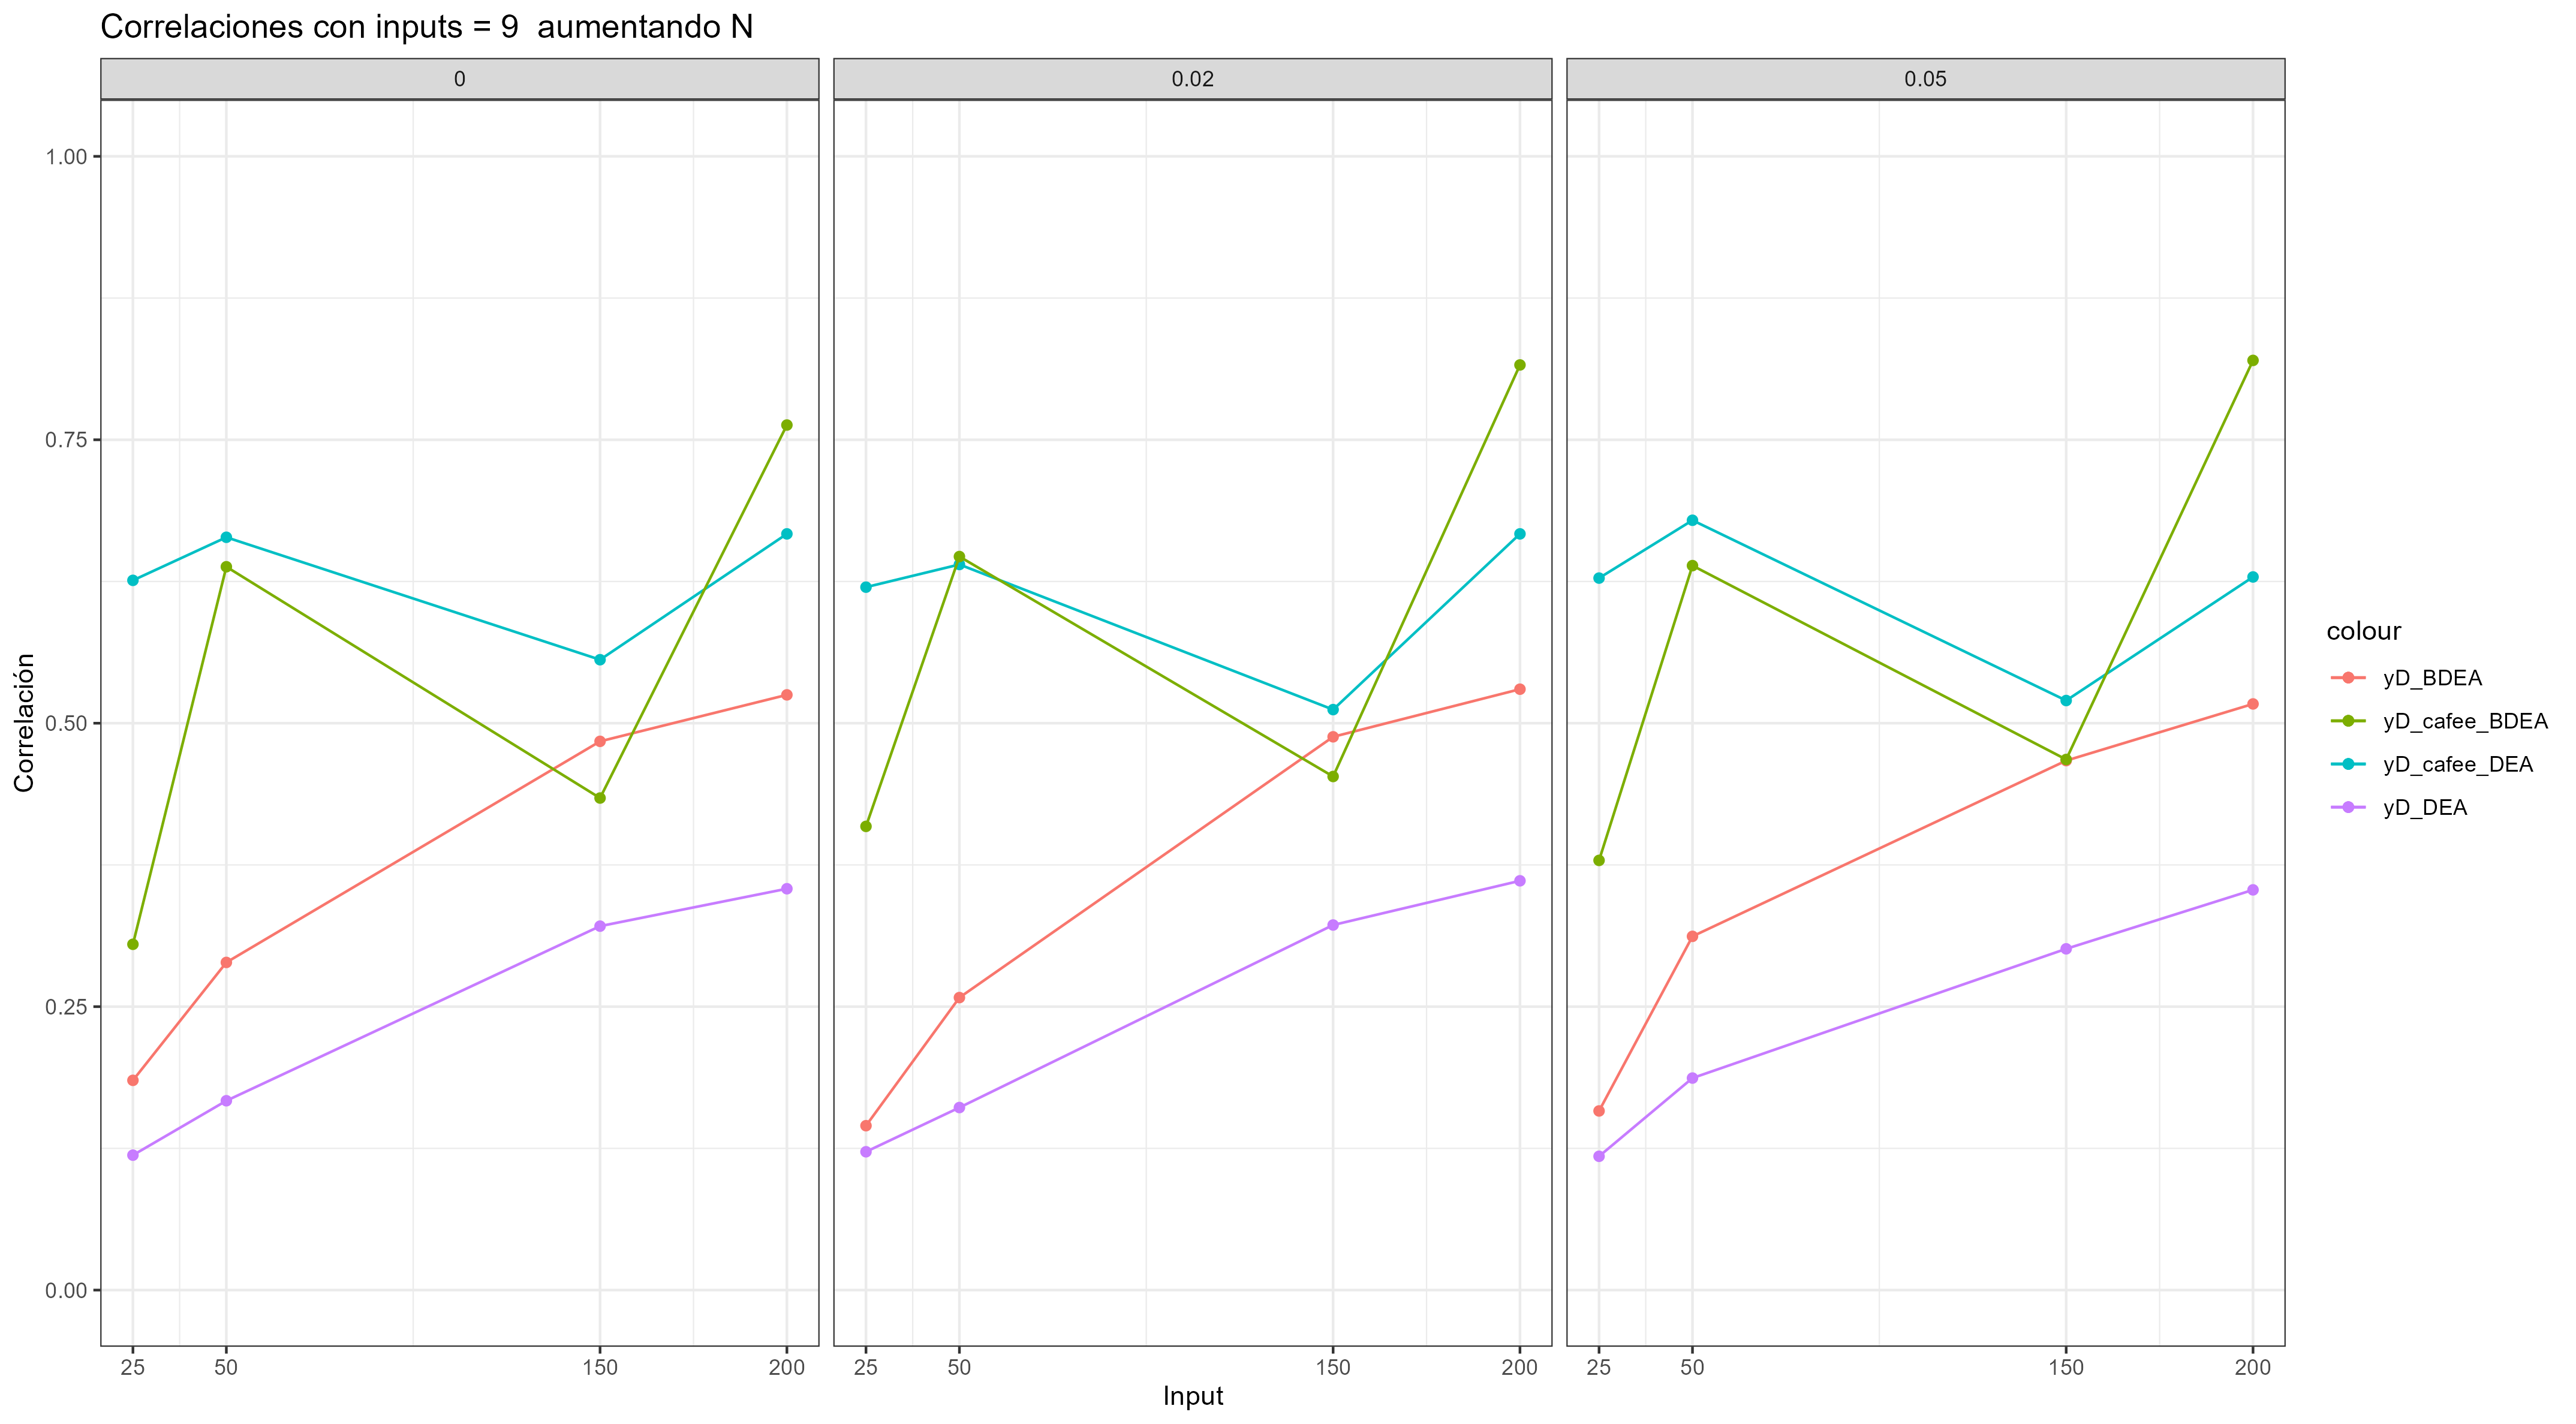 Correlaciones con inputs = 9  aumentando N
0
0.02
0.05
1.00
0.75
0.50
0.25
0.00
Correlación
25 50 150 200
25 50 150 200
25 50 150 200
Input
colour
yD_BDEA
yD_cafee_BDEA
yD_cafee_DEA
yD_DEA